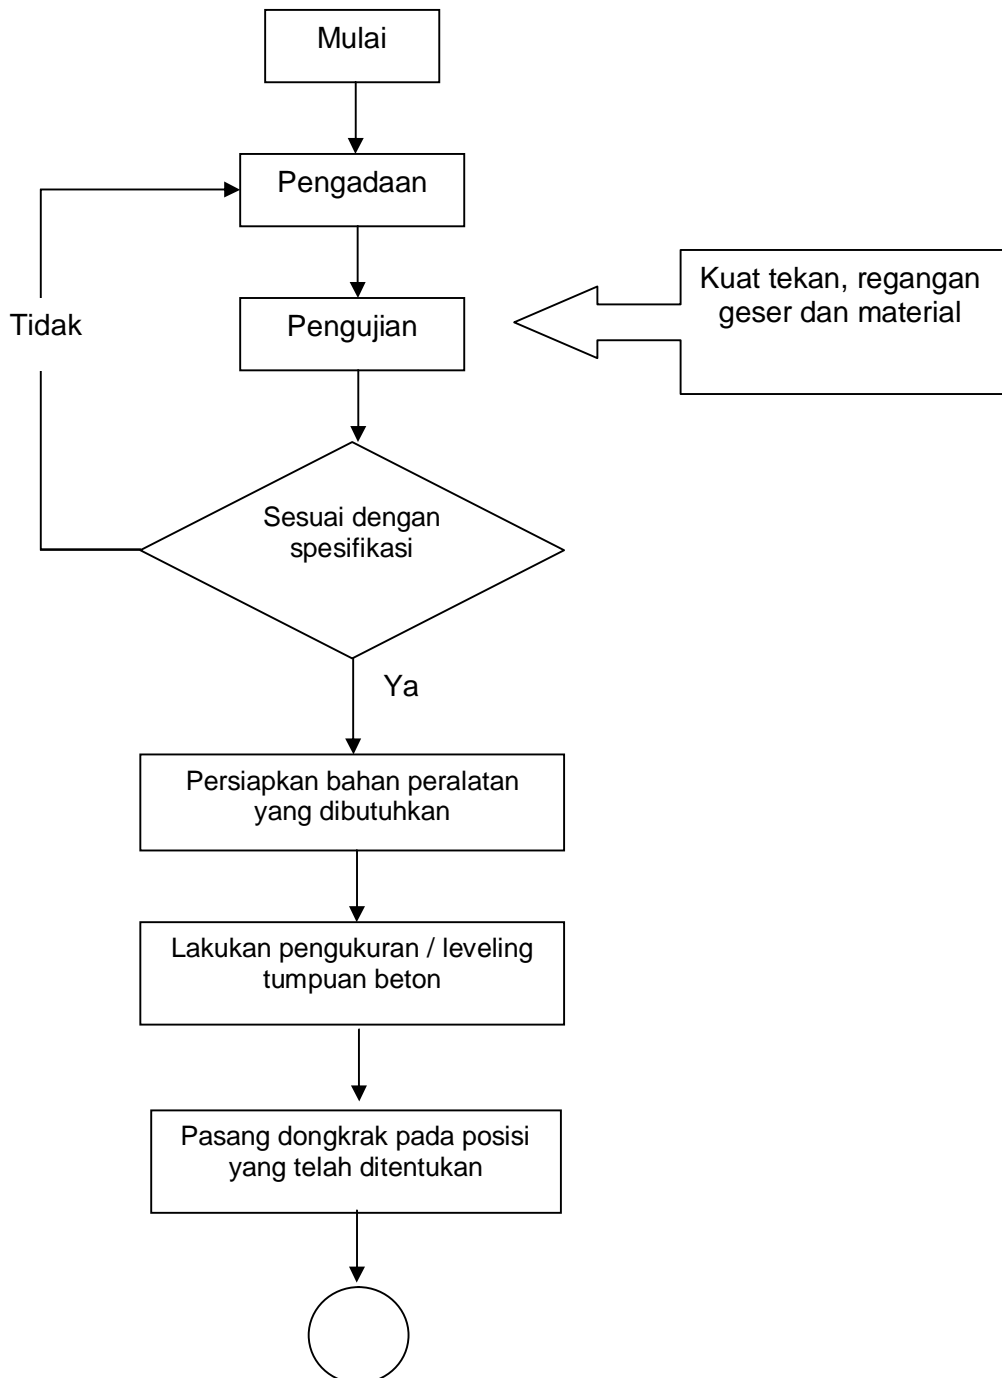 Mulai
Pengadaan
Kuat tekan, regangan
geser dan material
Tidak
Pengujian
Sesuai dengan
spesifikasi
Ya
Persiapkan bahan peralatan
yang dibutuhkan
Lakukan pengukuran / leveling
tumpuan beton
Pasang dongkrak pada posisi
yang telah ditentukan